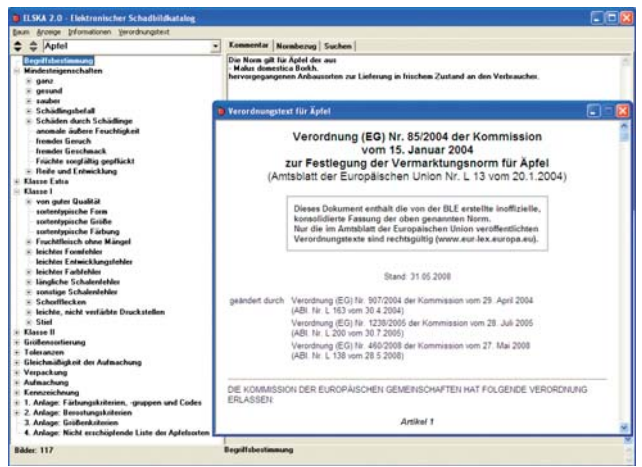 ELSKA 2.0 - Elektronischer Schadbildkatalog
Baum Anzeige Informationen Verordnungstext
Apfel
Kommentar Normbezug Suchen
Begriffsbestimmung
Mindesteigenschaften
ganz
gesund
sauber
Schädlingsbefall
Schäden durch Schädlinge
anomale äußere Feuchtigkeit
fremder Geruch
fremder Geschmack
Früchte sorgfältig gepflückt
Reife und Entwicklung
Klasse Extra
Klasse I
von guter Qualität
sortentypische Form
sortentypische Größe
sortentypische Färbung
Fruchtfleisch ohne Mängel
leichter Formfehler
leichter Entwicklungsfehler
leichter Farbfehler
längliche Schalenfehler
sonstige Schalenfehler
Schorfflecken
leichte, nicht verfärbte Druckstellen
Stiel
Klasse II
Größensortierung
Toleranzen
Gleichmäßigkeit der Aufmachung
Verpackung
Aufmachung
Kennzeichnung
1. Anlage: Färbungskriterien, -gruppen und Codes
2. Anlage: Berostungskriterien
3. Anlage: Größenkriterien
4. Anlage: Nicht erschöpfende Liste der Apfelsorten
Bilder: 117
Die Norm gilt für Äpfel der aus
- Malus domestica Borkh.
hervorgegangenen Anbausorten zur Lieferung in frischem Zustand an den Verbraucher.
Verordnungstext für Äpfel
Verordnung (EG) Nr. 85/2004 der Kommission
vom 15. Januar 2004
zur Festlegung der Vermarktungsnorm für Äpfel
(Amtsblatt der Europäischen Union Nr. L 13 vom 20.1.2004)
Dieses Dokument enthält die von der BLE erstellte inoffizielle,
konsolidierte Fassung der oben genannten Norm.
Nur die im Amtsblatt der Europäischen Union veröffentlichten
Verordnungstexte sind rechtsgültig (www.eur-lex.europa.eu).
Stand: 31.05.2008
geändert durch Verordnung (EG) Nr. 907/2004 der Kommission vom 29. April 2004
(ABl. Nr. L 163 vom 30.4.2004)
Verordnung (EG) Nr. 1238/2005 der Kommission vom 28. Juli 2005
(ABl. Nr. L 200 vom 30.7.2005)
Verordnung (EG) Nr. 460/2008 der Kommission vom 27. Mai 2008
(ABl. Nr. L 138 vom 28.5.2008)
DIE KOMMISSION DER EUROPÄISCHEN GEMEINSCHAFTEN HAT FOLGENDE VERORDNUNG
ERLASSEN:
Artikel 1
Begriffsbestimmung